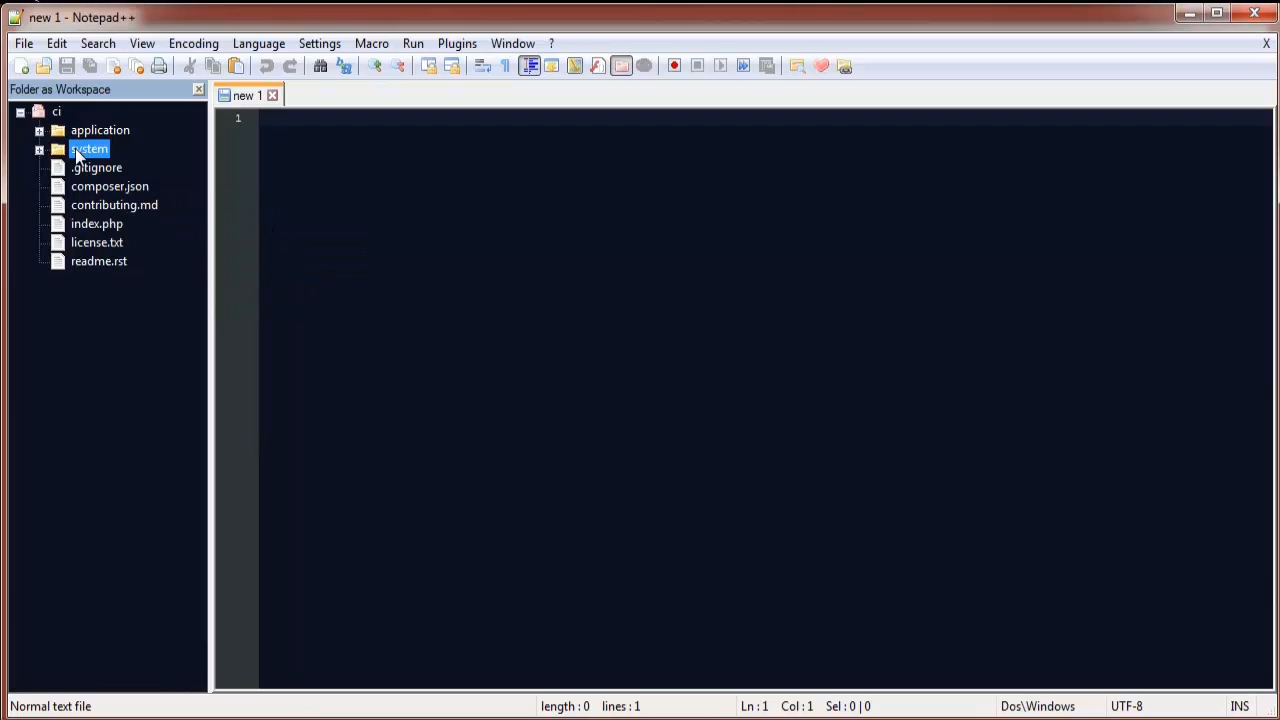 new 1 - Notepad++
File Edit Search View Encoding Language Settings Macro Run Plugins Window ? X
Folder as Workspace
new 1
ci
1
application
system
.gitignore
composer.json
contributing.md
index.php
license.txt
readme.rst
Normal text file length : 0 lines : 1 Ln : 1 Col : 1 Sel : 0 | 0 Dos\Windows UTF-8 INS